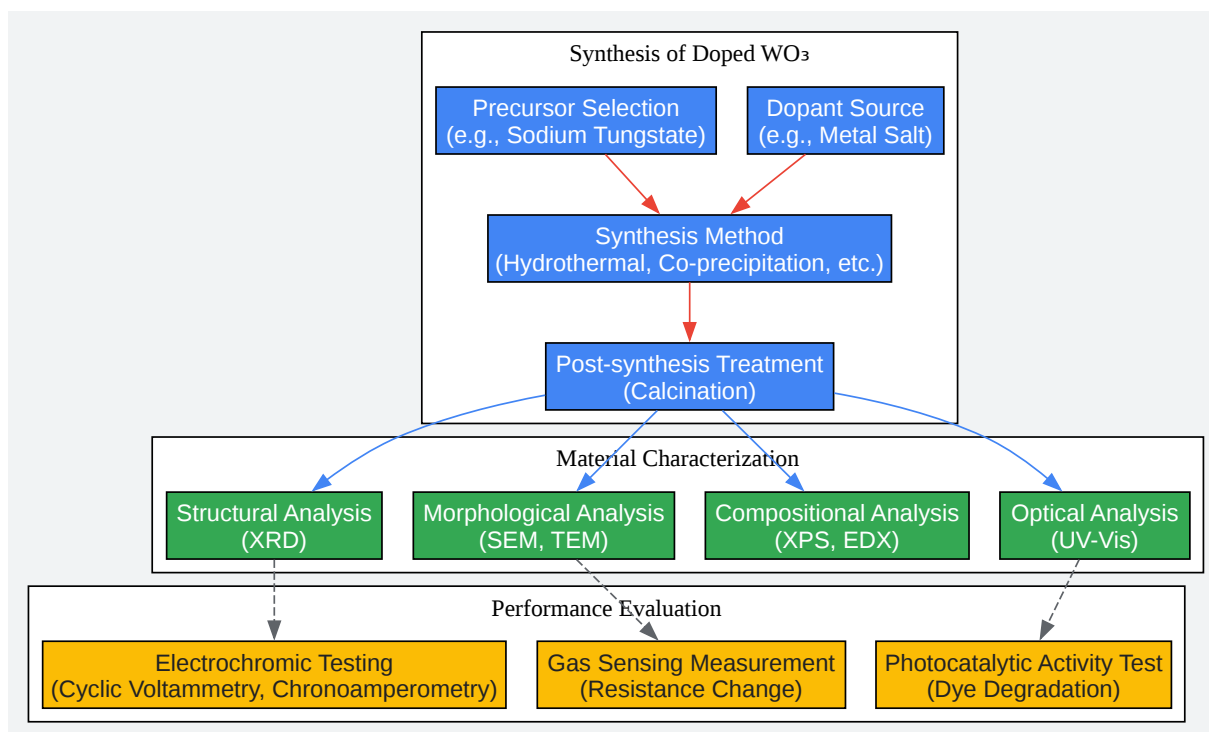 Synthesis of Doped WO₃
Precursor Selection
(e.g., Sodium Tungstate)
Dopant Source
(e.g., Metal Salt)
Synthesis Method
(Hydrothermal, Co-precipitation, etc.)
Post-synthesis Treatment
(Calcination)
Material Characterization
Structural Analysis
(XRD)
Morphological Analysis
(SEM, TEM)
Compositional Analysis
(XPS, EDX)
Optical Analysis
(UV-Vis)
Performance Evaluation
Electrochromic Testing
(Cyclic Voltammetry, Chronoamperometry)
Gas Sensing Measurement
(Resistance Change)
Photocatalytic Activity Test
(Dye Degradation)